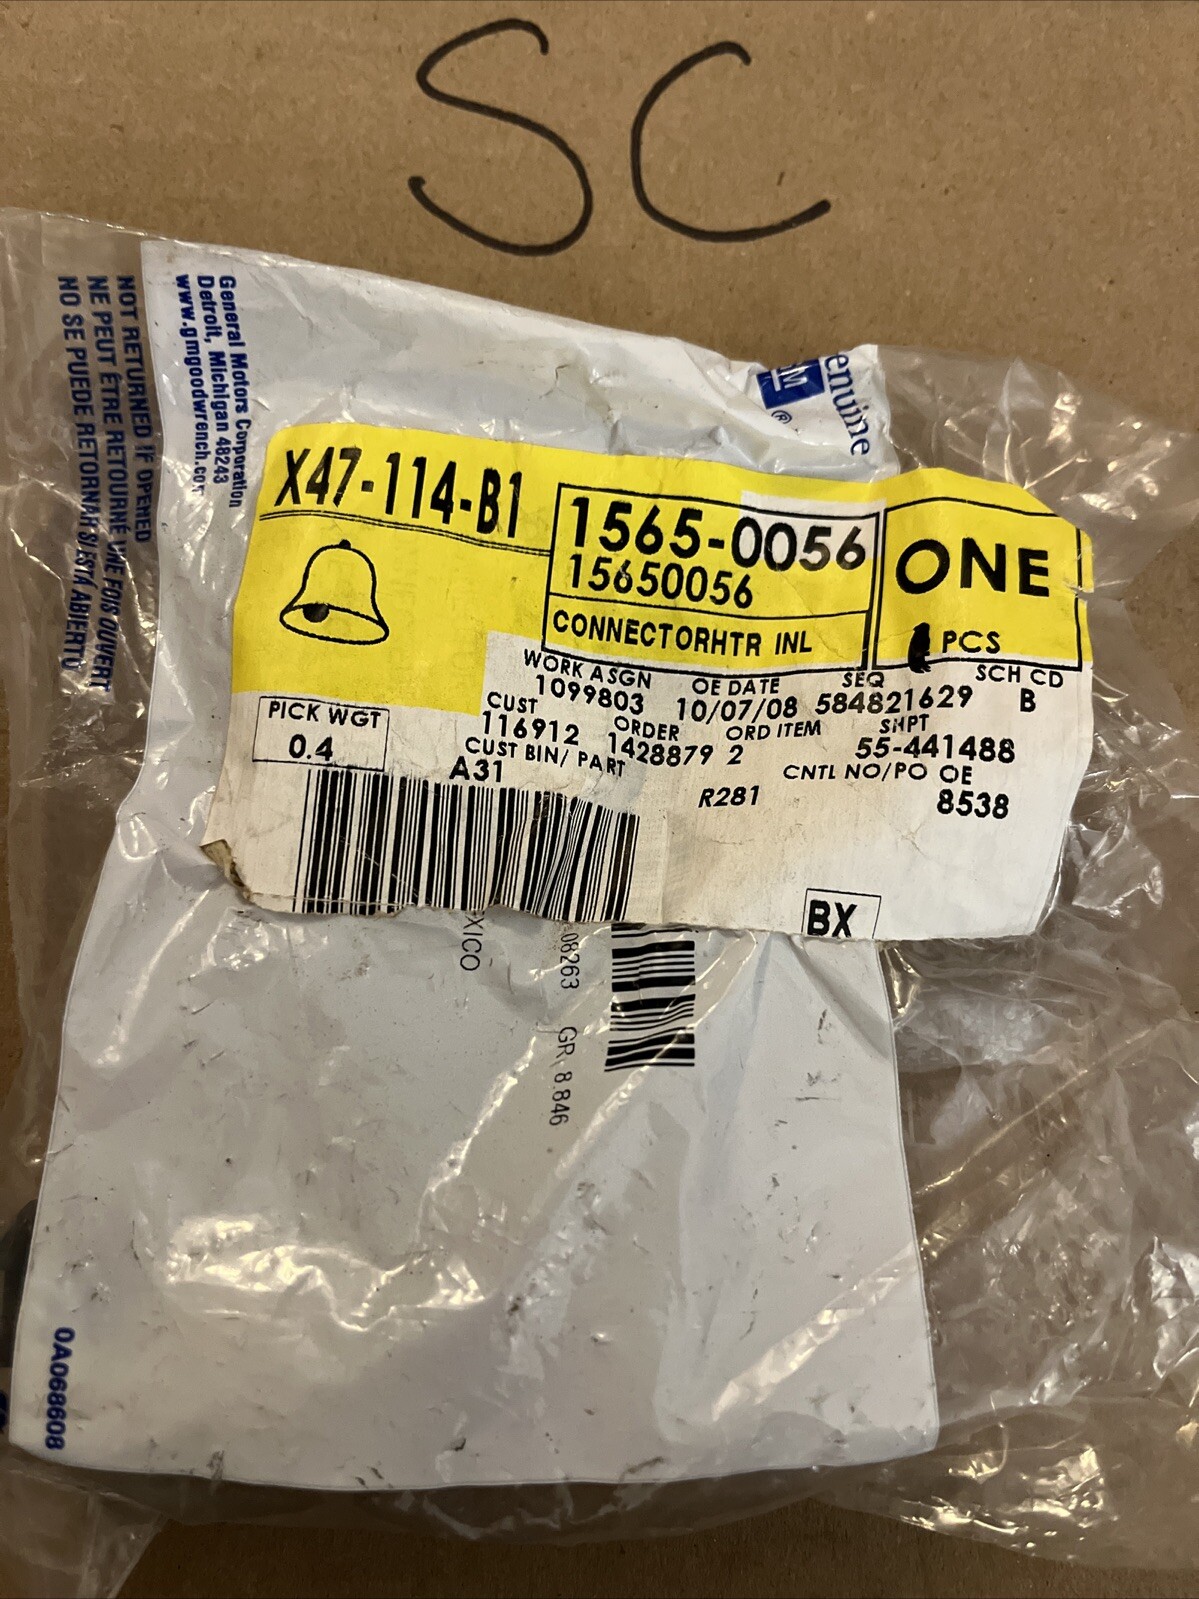 SC
General Motors Corporation
Detroit, Michigan 48243
www.gmgoodwrench.com
NOT RETURNED IF OPENED
NE PEUT ÊTRE RETOURNÉ UNE FOIS OUVERT
NO SE PUEDE RETORNAR SI ESTÁ ABIERTO
enuine
GM ®
X47-114-B1
1565-0056
15650056
CONNECTORHTR INL
ONE
1 PCS
WORK ASGN OE DATE SEQ SCH CD
1099803 10/07/08 584821629 B
CUST ORDER ORD ITEM SHPT
116912 1428879 2 55-441488
CUST BIN/ PART CNTL NO/PO OE
A31 R281 8538
PICK WGT
0.4
BX
XICO
08263 GR 8.846
0A068608